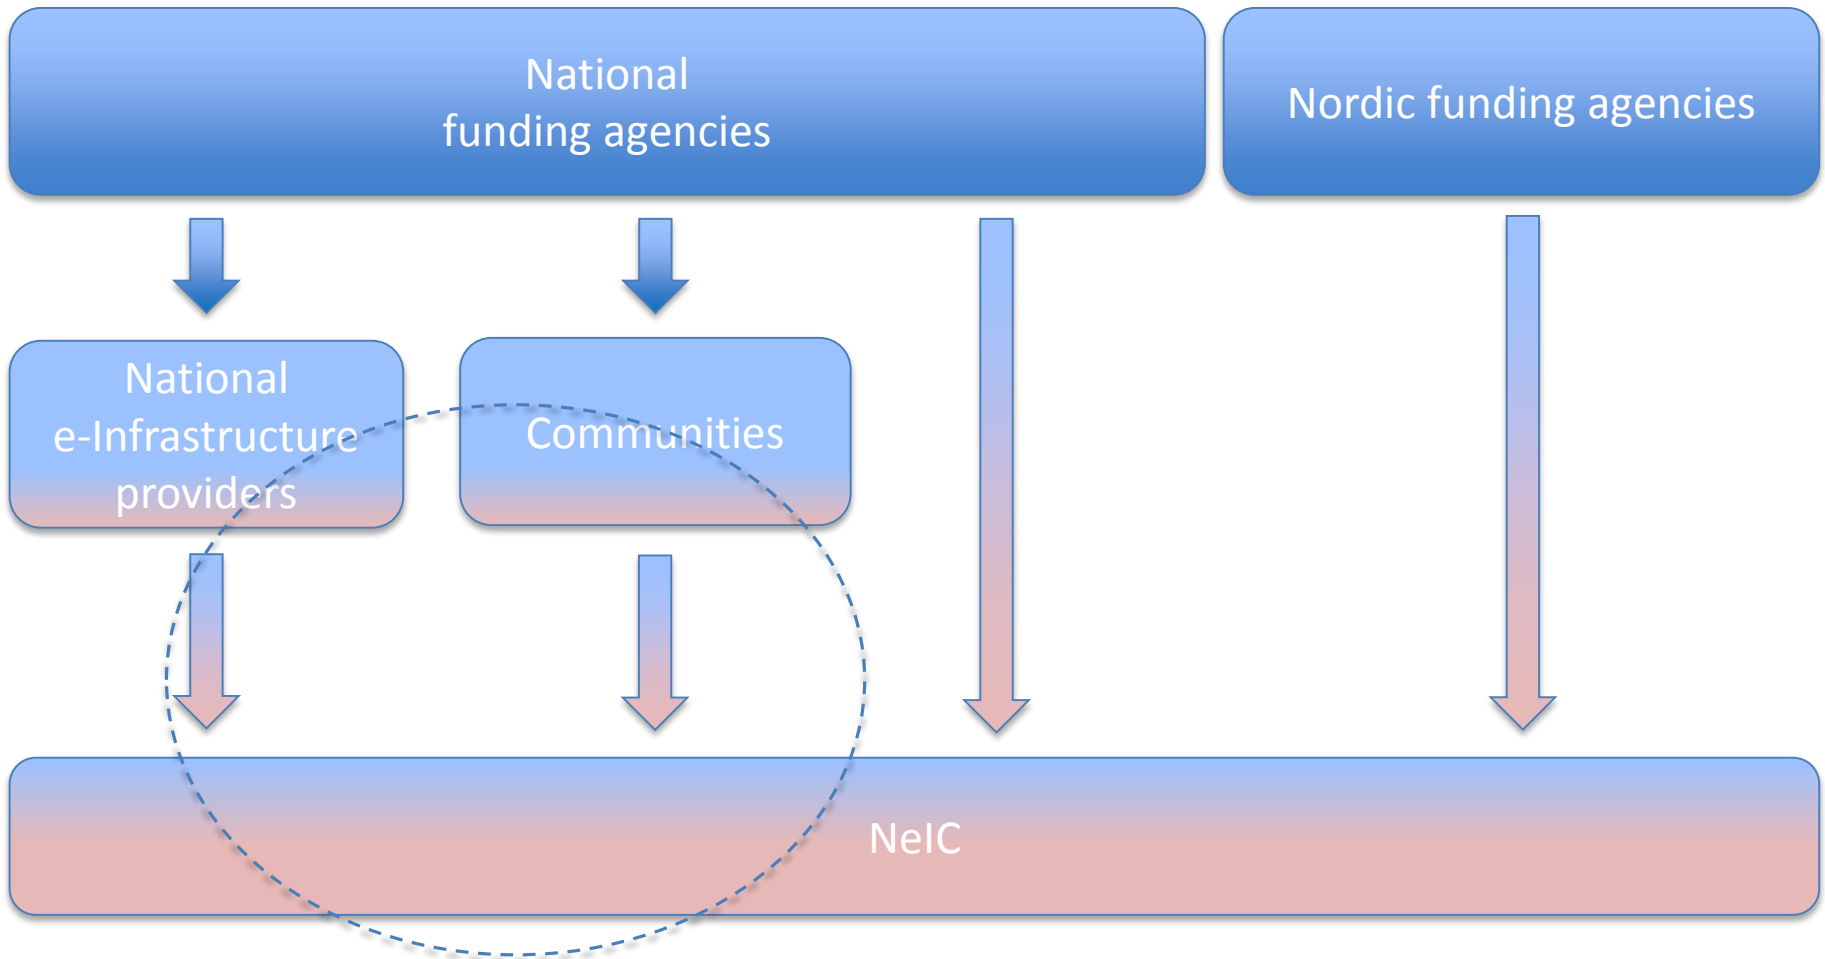 National
funding agencies
Nordic funding agencies
National
e-Infrastructure
providers
Communities
NeIC